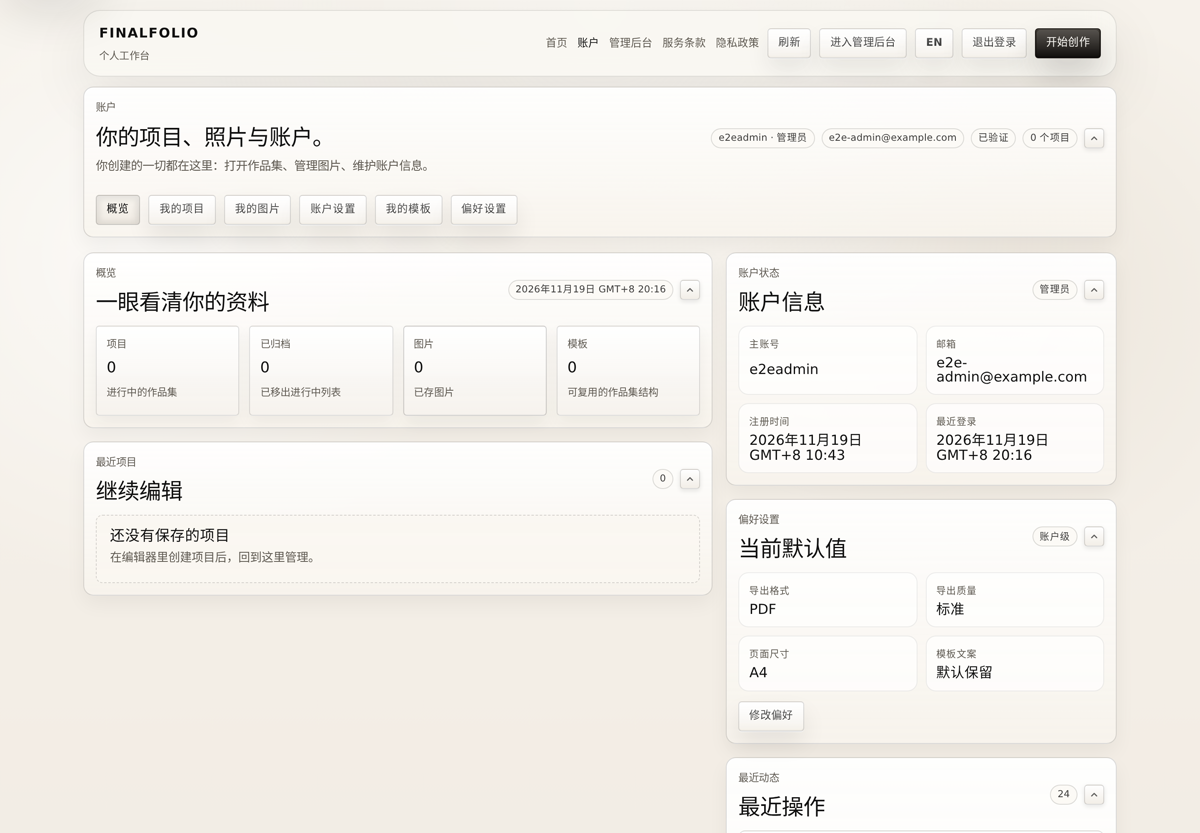 FINALFOLIO
个人工作台
首页 账户 管理后台 服务条款 隐私政策 刷新 进入管理后台 EN 退出登录 开始创作
账户
你的项目、照片与账户。
你创建的一切都在这里：打开作品集、管理图片、维护账户信息。
e2eadmin · 管理员 e2e-admin@example.com 已验证 0 个项目
概览 我的项目 我的图片 账户设置 我的模板 偏好设置
概览
一眼看清你的资料
2026年11月19日 GMT+8 20:16
项目
0
进行中的作品集
已归档
0
已移出进行中列表
图片
0
已存图片
模板
0
可复用的作品集结构
最近项目
继续编辑
0
还没有保存的项目
在编辑器里创建项目后，回到这里管理。
账户状态
账户信息
管理员
主账号
e2eadmin
邮箱
e2e-
admin@example.com
注册时间
2026年11月19日
GMT+8 10:43
最近登录
2026年11月19日
GMT+8 20:16
偏好设置
当前默认值
账户级
导出格式
PDF
导出质量
标准
页面尺寸
A4
模板文案
默认保留
修改偏好
最近动态
最近操作
24